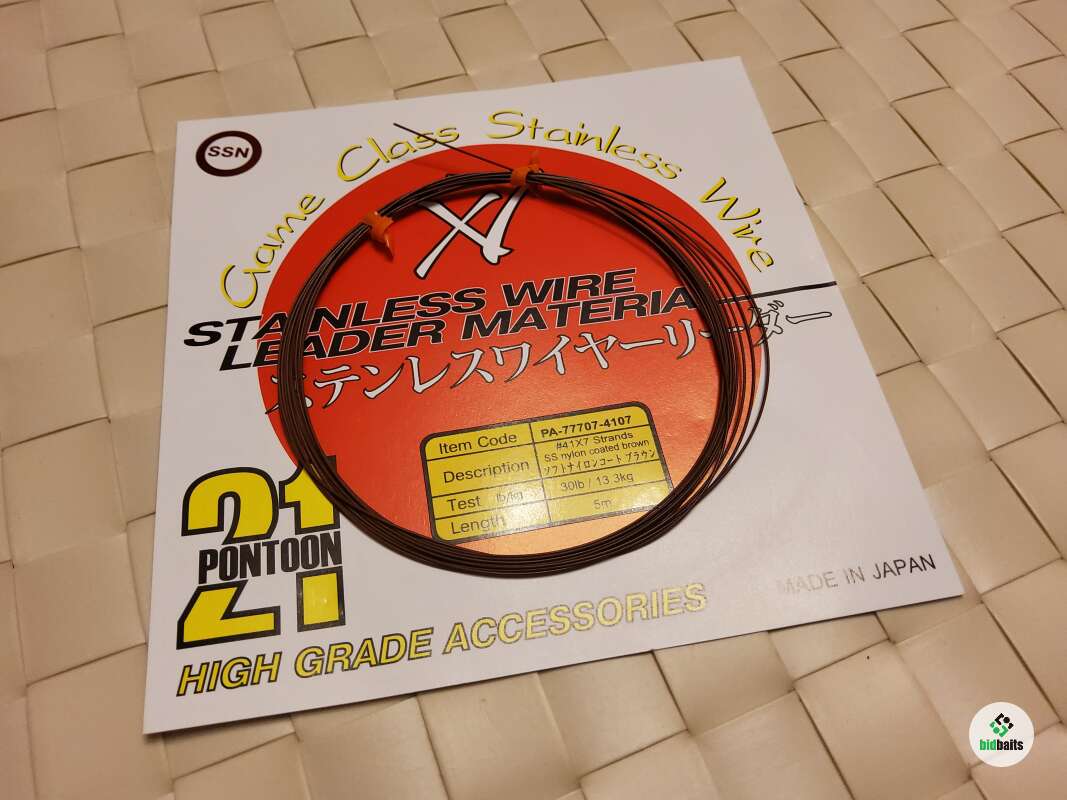 SSN
Game Class Stainless Wire
STAINLESS WIRE
LEADER MATERIAL
ステンレスワイヤーリーダー
Item Code PA-77707-4107
Description #41X7 Strands
SS nylon coated brown
ソフトナイロンコート ブラウン
Test lb/kg 30lb / 13.3kg
Length 5m
21
PONTOON
HIGH GRADE ACCESSORIES
MADE IN JAPAN
bidbaits